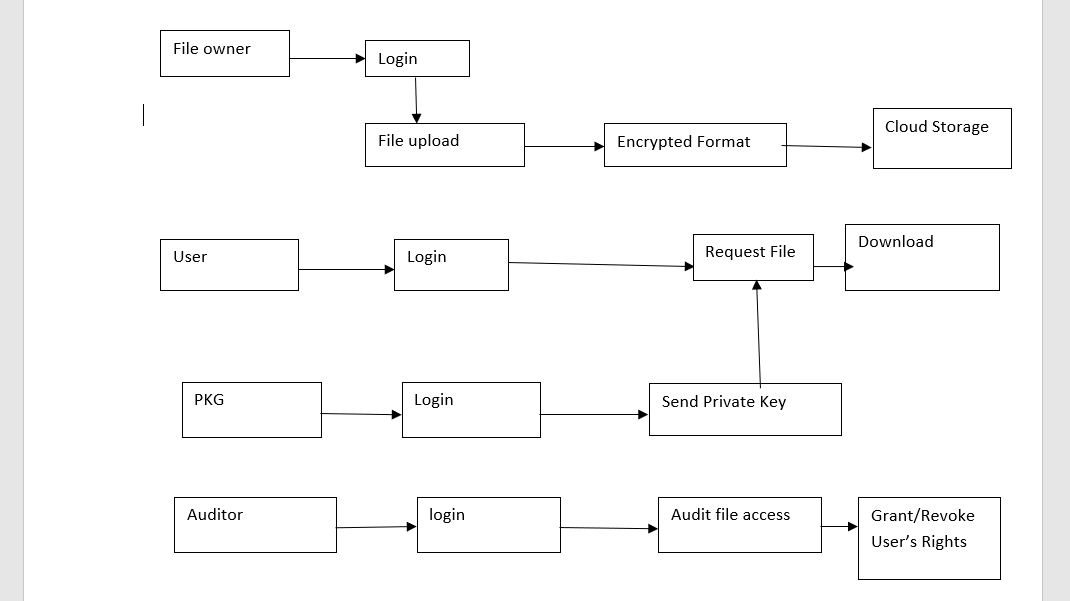 File owner
Login
File upload
Encrypted Format
Cloud Storage
User
Login
Request File
Download
PKG
Login
Send Private Key
Auditor
login
Audit file access
Grant/Revoke
User’s Rights